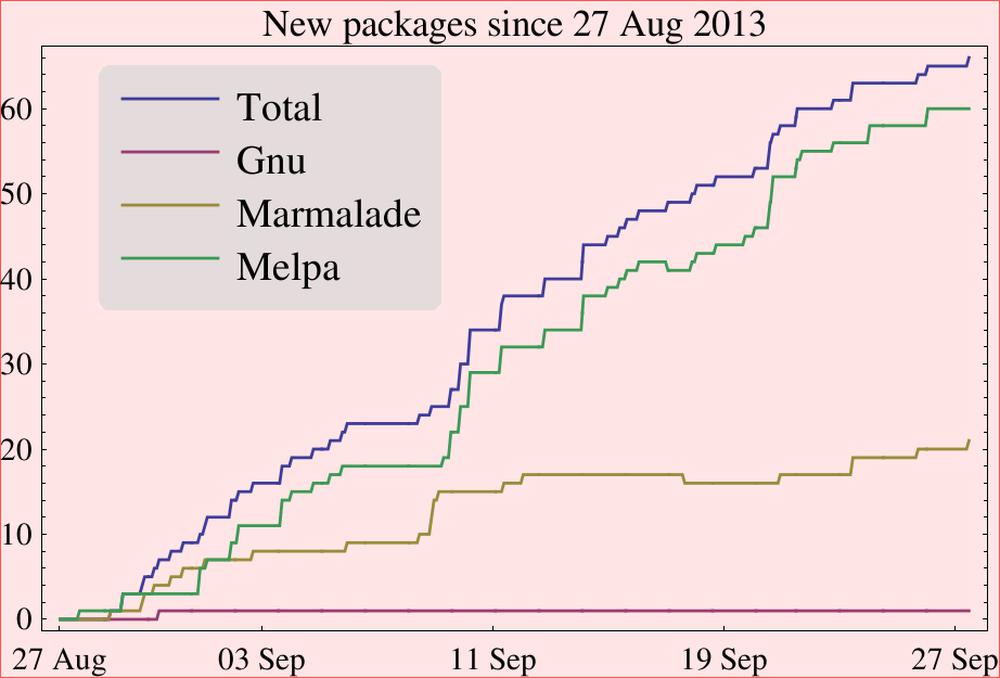 New packages since 27 Aug 2013
Total
Gnu
Marmalade
Melpa
60
50
40
30
20
10
0
27 Aug 03 Sep 11 Sep 19 Sep 27 Sep